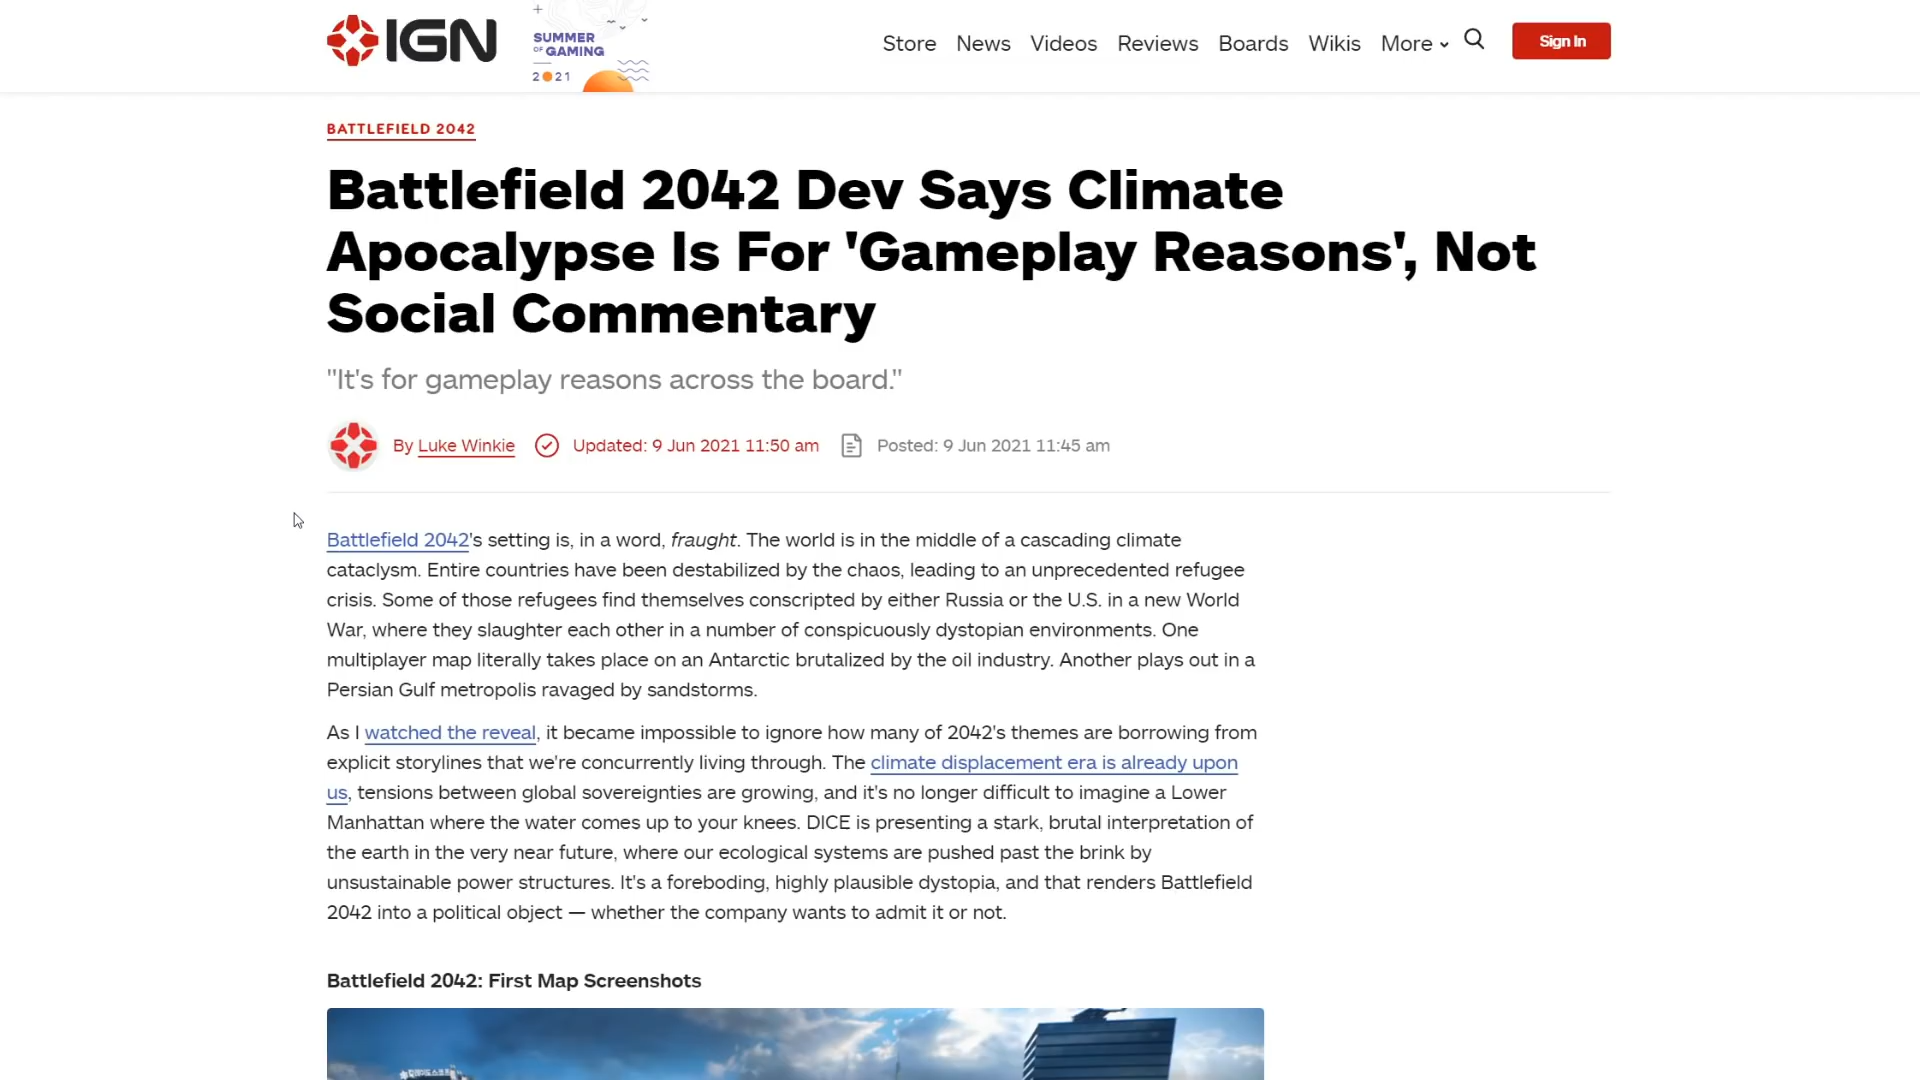 IGN
SUMMER
OF GAMING
2021
Store News Videos Reviews Boards Wikis More
Sign In
BATTLEFIELD 2042
Battlefield 2042 Dev Says Climate
Apocalypse Is For 'Gameplay Reasons', Not
Social Commentary
"It's for gameplay reasons across the board."
By Luke Winkie Updated: 9 Jun 2021 11:50 am Posted: 9 Jun 2021 11:45 am
Battlefield 2042's setting is, in a word, fraught. The world is in the middle of a cascading climate
cataclysm. Entire countries have been destabilized by the chaos, leading to an unprecedented refugee
crisis. Some of those refugees find themselves conscripted by either Russia or the U.S. in a new World
War, where they slaughter each other in a number of conspicuously dystopian environments. One
multiplayer map literally takes place on an Antarctic brutalized by the oil industry. Another plays out in a
Persian Gulf metropolis ravaged by sandstorms.
As I watched the reveal, it became impossible to ignore how many of 2042's themes are borrowing from
explicit storylines that we're concurrently living through. The climate displacement era is already upon
us, tensions between global sovereignties are growing, and it's no longer difficult to imagine a Lower
Manhattan where the water comes up to your knees. DICE is presenting a stark, brutal interpretation of
the earth in the very near future, where our ecological systems are pushed past the brink by
unsustainable power structures. It's a foreboding, highly plausible dystopia, and that renders Battlefield
2042 into a political object — whether the company wants to admit it or not.
Battlefield 2042: First Map Screenshots